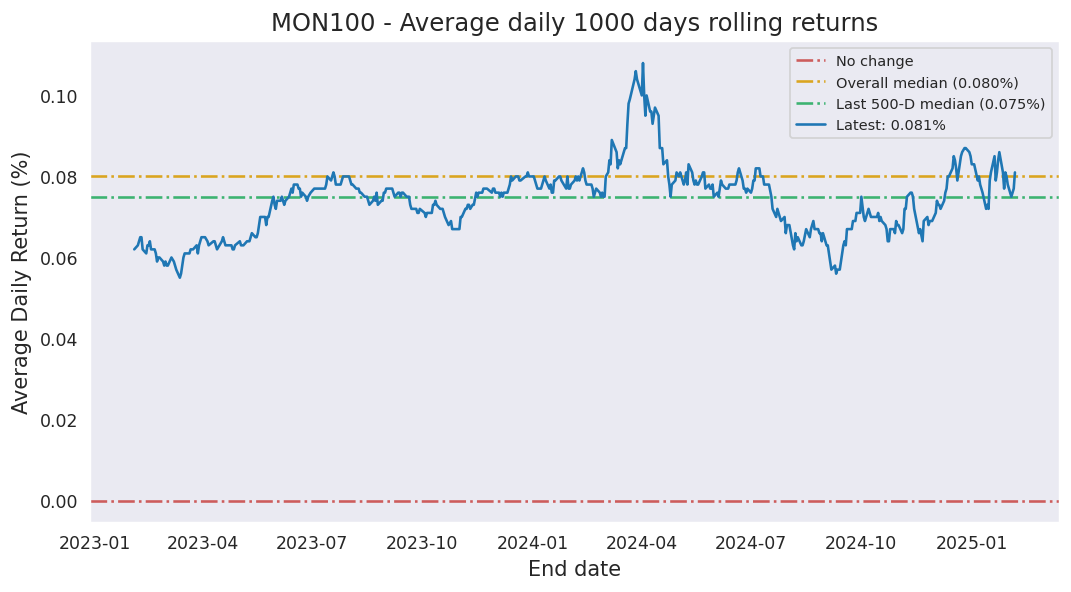 MON100 - Average daily 1000 days rolling returns
No change
Overall median (0.080%)
Last 500-D median (0.075%)
Latest: 0.081%
Average Daily Return (%)
0.10
0.08
0.06
0.04
0.02
0.00
2023-01 2023-04 2023-07 2023-10 2024-01 2024-04 2024-07 2024-10 2025-01
End date